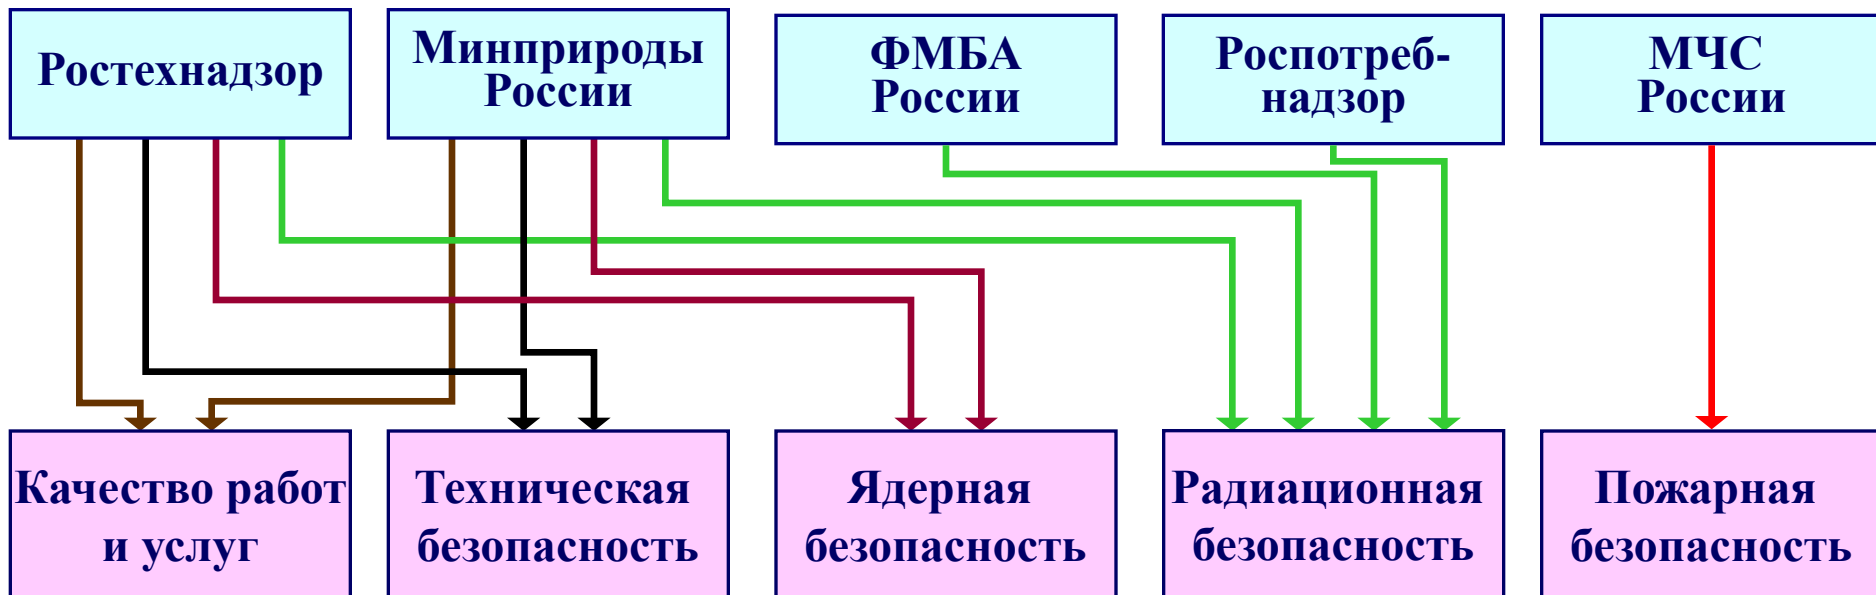 Ростехнадзор
Минприроды
России
ФМБА
России
Роспотреб-
надзор
МЧС
России
Качество работ
и услуг
Техническая
безопасность
Ядерная
безопасность
Радиационная
безопасность
Пожарная
безопасность